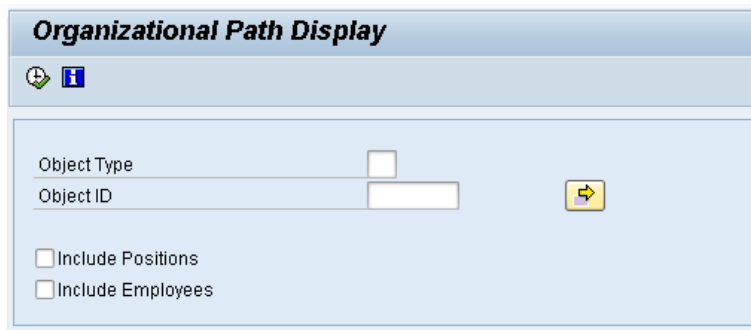 Organizational Path Display
Object Type
Object ID
Include Positions
Include Employees